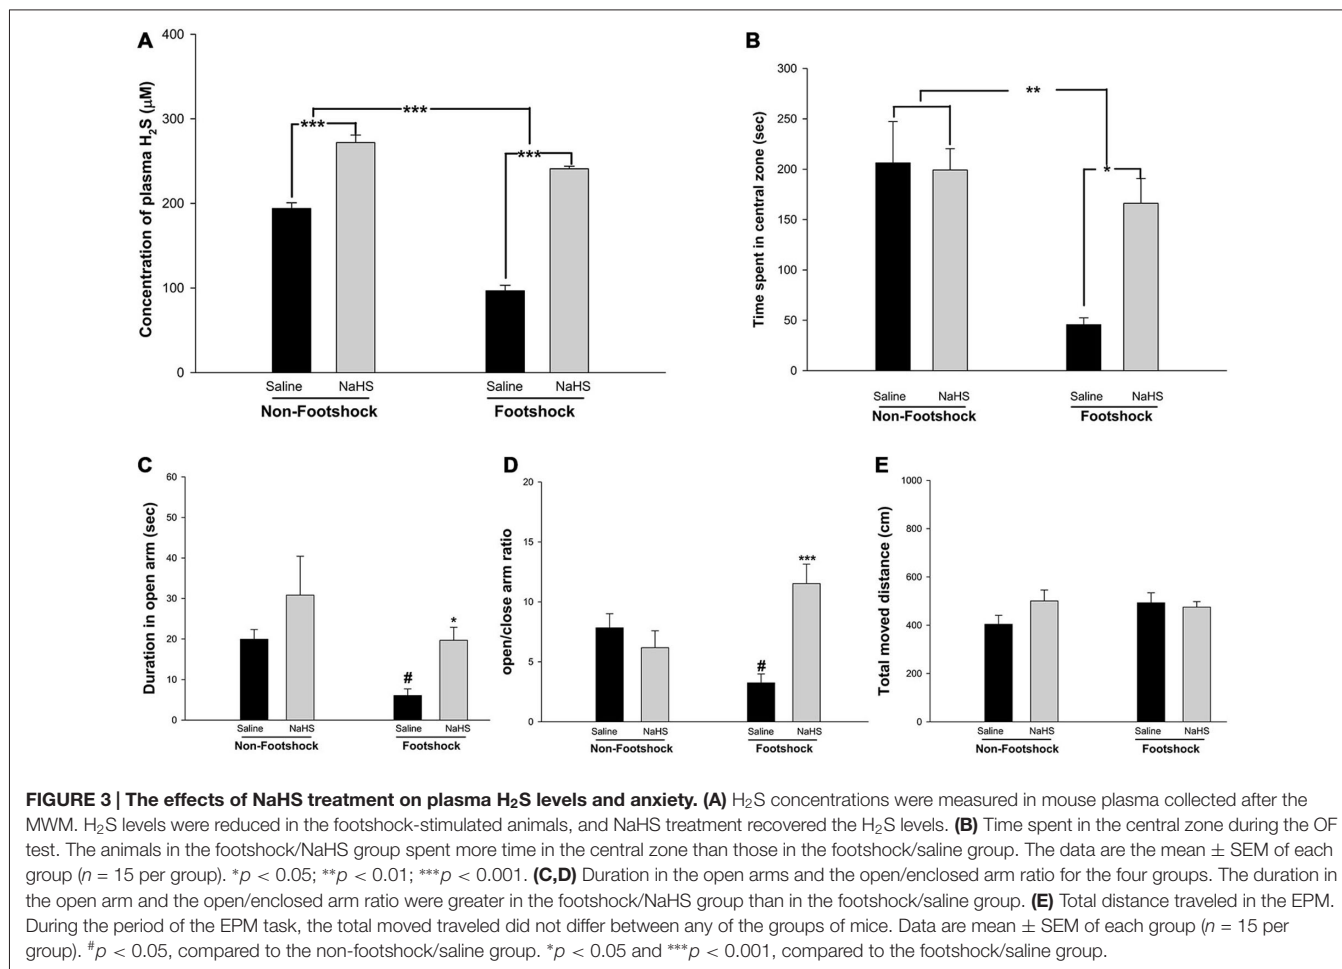 A
400
300
200
100
0
Concentration of plasma H₂S (μM)
***
***
***
Saline NaHS Saline NaHS
Non-Footshock Footshock
B
300
250
200
150
100
50
0
Time spent in central zone (sec)
**
*
Saline NaHS Saline NaHS
Non-Footshock Footshock
C
60
50
40
30
20
10
0
Duration in open arm (sec)
#
*
Saline NaHS Saline NaHS
Non-Footshock Footshock
D
20
15
10
5
0
open/close arm ratio
#
***
Saline NaHS Saline NaHS
Non-Footshock Footshock
E
1000
800
600
400
200
0
Total moved distance (cm)
Saline NaHS Saline NaHS
Non-Footshock Footshock
FIGURE 3 | The effects of NaHS treatment on plasma H₂S levels and anxiety. (A) H₂S concentrations were measured in mouse plasma collected after the
MWM. H₂S levels were reduced in the footshock-stimulated animals, and NaHS treatment recovered the H₂S levels. (B) Time spent in the central zone during the OF
test. The animals in the footshock/NaHS group spent more time in the central zone than those in the footshock/saline group. The data are the mean ± SEM of each
group (n = 15 per group). *p < 0.05; **p < 0.01; ***p < 0.001. (C,D) Duration in the open arms and the open/enclosed arm ratio for the four groups. The duration in
the open arm and the open/enclosed arm ratio were greater in the footshock/NaHS group than in the footshock/saline group. (E) Total distance traveled in the EPM.
During the period of the EPM task, the total moved traveled did not differ between any of the groups of mice. Data are mean ± SEM of each group (n = 15 per
group). #p < 0.05, compared to the non-footshock/saline group. *p < 0.05 and ***p < 0.001, compared to the footshock/saline group.